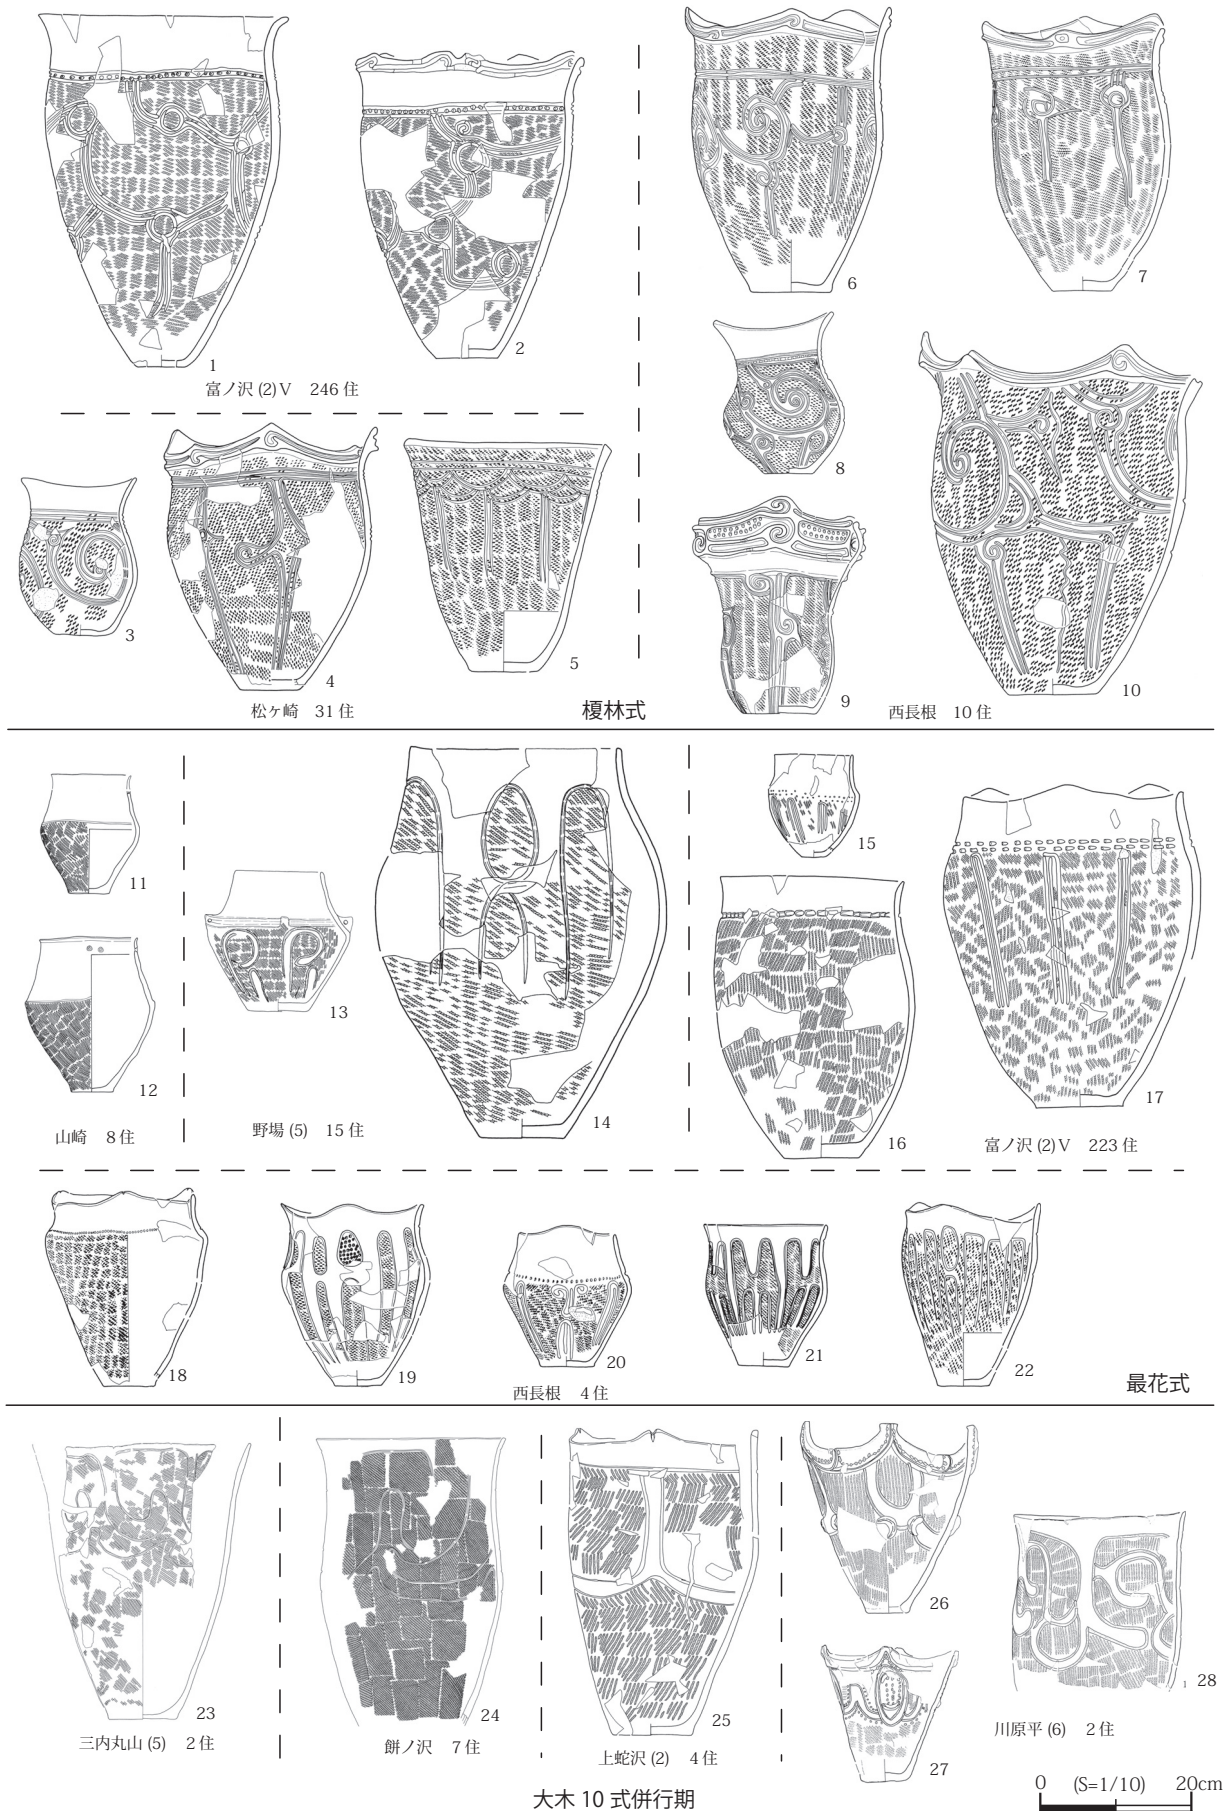 1
2
富ノ沢 (2) V　246 住
3
4
5
松ヶ崎　31 住
榎林式
6
7
8
9
10
西長根　10 住
11
12
山崎　8 住
13
14
野場 (5)　15 住
15
16
17
富ノ沢 (2) V　223 住
18
19
20
21
22
西長根　4 住
最花式
23
三内丸山 (5)　2 住
24
餅ノ沢　7 住
25
上蛇沢 (2)　4 住
26
27
28
川原平 (6)　2 住
大木 10 式併行期
0　(S=1/10)　20cm